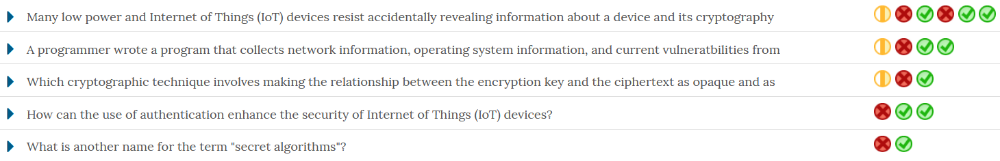 Many low power and Internet of Things (IoT) devices resist accidentally revealing information about a device and its cryptography
A programmer wrote a program that collects network information, operating system information, and current vulneratbilities from
Which cryptographic technique involves making the relationship between the encryption key and the ciphertext as opaque and as
How can the use of authentication enhance the security of Internet of Things (IoT) devices?
What is another name for the term "secret algorithms"?